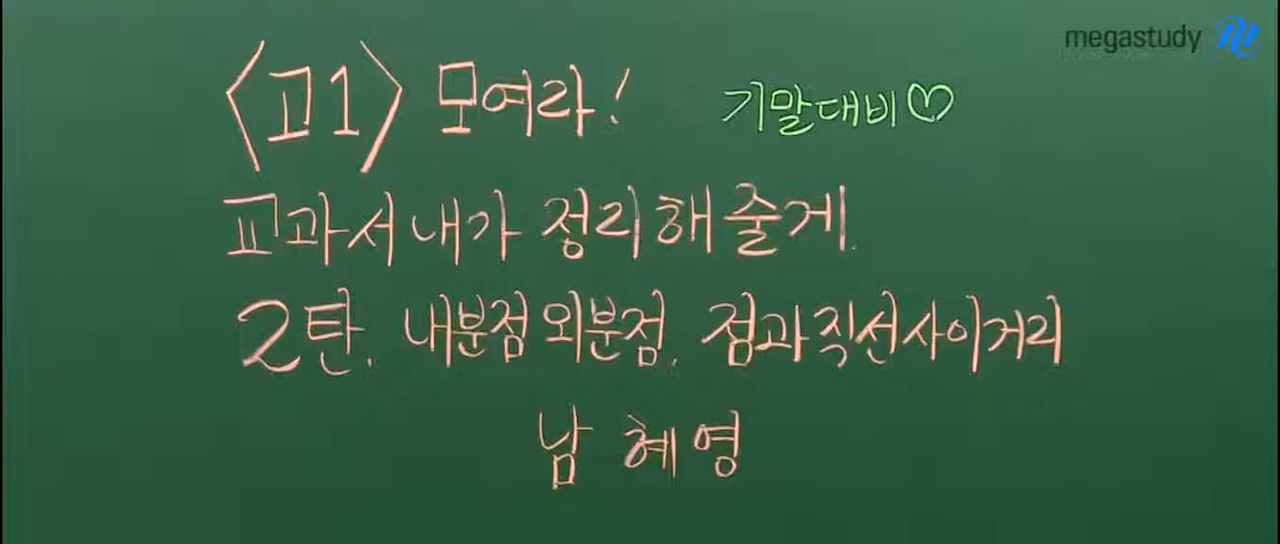 megastudy
<고1> 모여라! 기말대비♡
교과서 내가 정리해줄게.
2탄. 내분점 외분점. 점과 직선사이거리
남혜영